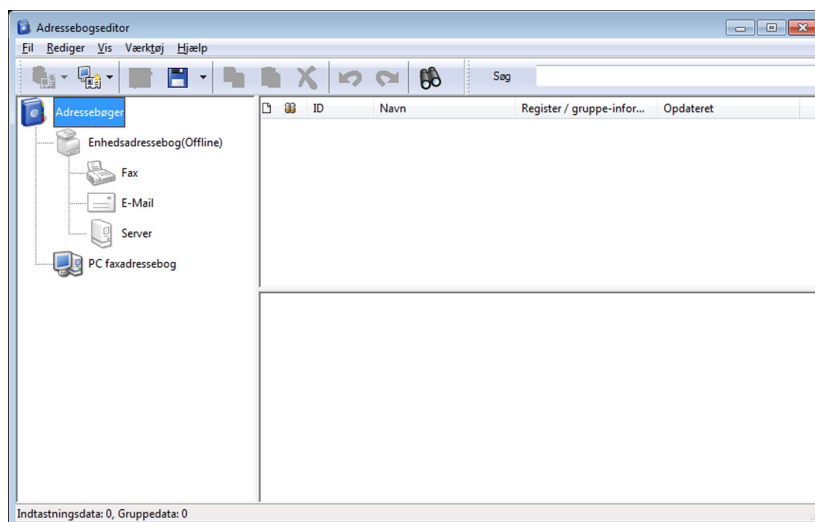 Adressebogseditor
Fil Rediger Vis Værktøj Hjælp
Søg
Adressebøger
Enhedsadressebog(Offline)
Fax
E-Mail
Server
PC faxadressebog
ID Navn Register / gruppe-infor... Opdateret
Indtastningsdata: 0, Gruppedata: 0